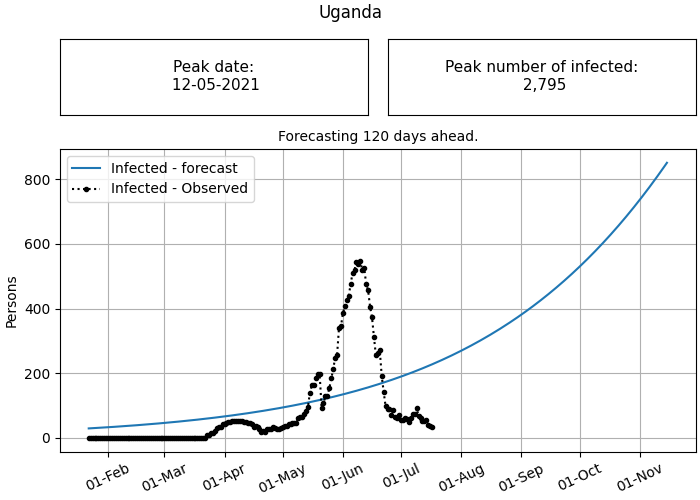 Uganda
Peak date:
12-05-2021
Peak number of infected:
2,795
Forecasting 120 days ahead.
Infected - forecast
Infected - Observed
Persons
800
600
400
200
0
01-Feb
01-Mar
01-Apr
01-May
01-Jun
01-Jul
01-Aug
01-Sep
01-Oct
01-Nov